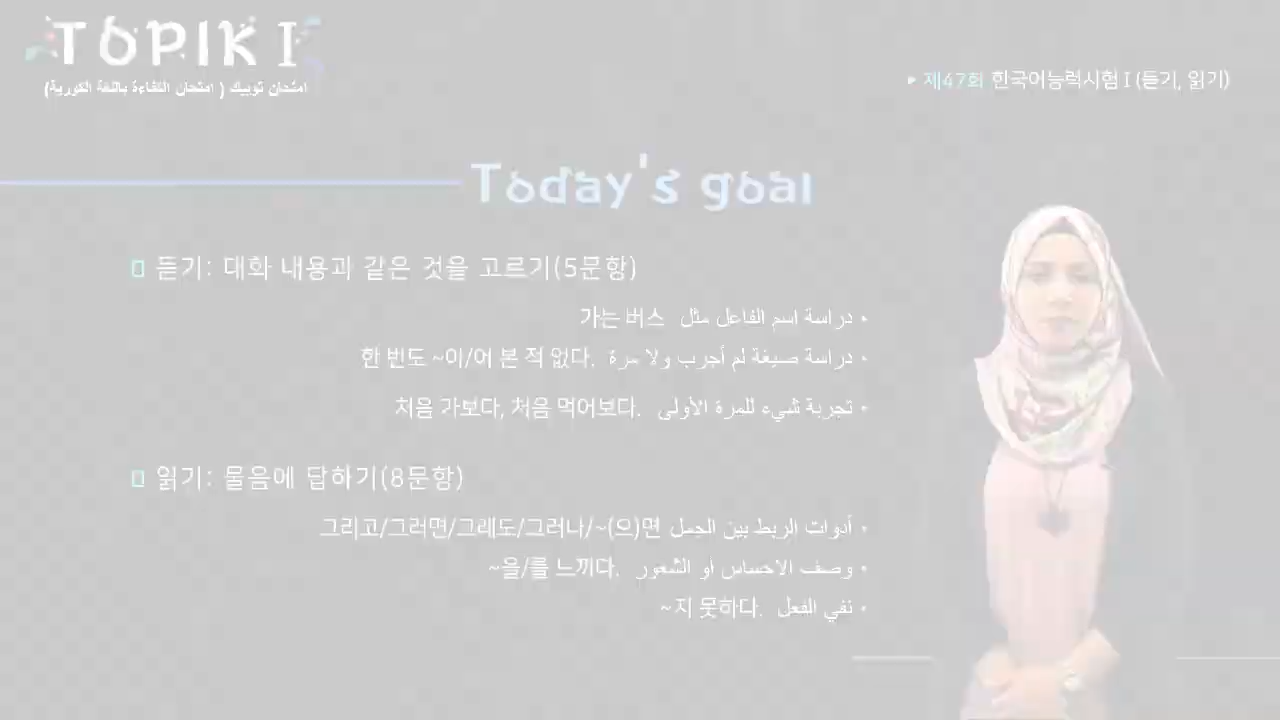 TOPIK I
امتحان توبيك ( امتحان الكفاءة باللغة الكورية)
▸ 제47회 한국어능력시험 I (듣기, 읽기)
Today's goal
듣기: 대화 내용과 같은 것을 고르기(5문항)
• دراسة اسم الفاعل مثل 가는 버스
• دراسة صيغة لم أجرب ولا مرة 한 번도 ~이/어 본 적 없다.
• تجربة شيء للمرة الأولى 처음 가보다, 처음 먹어보다.
읽기: 물음에 답하기(8문항)
• أدوات الربط بين الجمل 그리고/그러면/그래도/그러나/~(으)면
• وصف الاحساس او الشعور ~을/를 느끼다.
• نفي الفعل ~지 못하다.